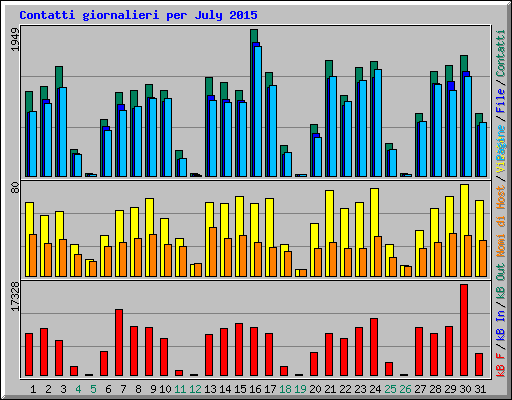 Contatti giornalieri per July 2015
1949
80
17328
kB F / kB In / kB Out Nomi di Host / Pagine / File / Contatti
1 2 3 4 5 6 7 8 9 10 11 12 13 14 15 16 17 18 19 20 21 22 23 24 25 26 27 28 29 30 31